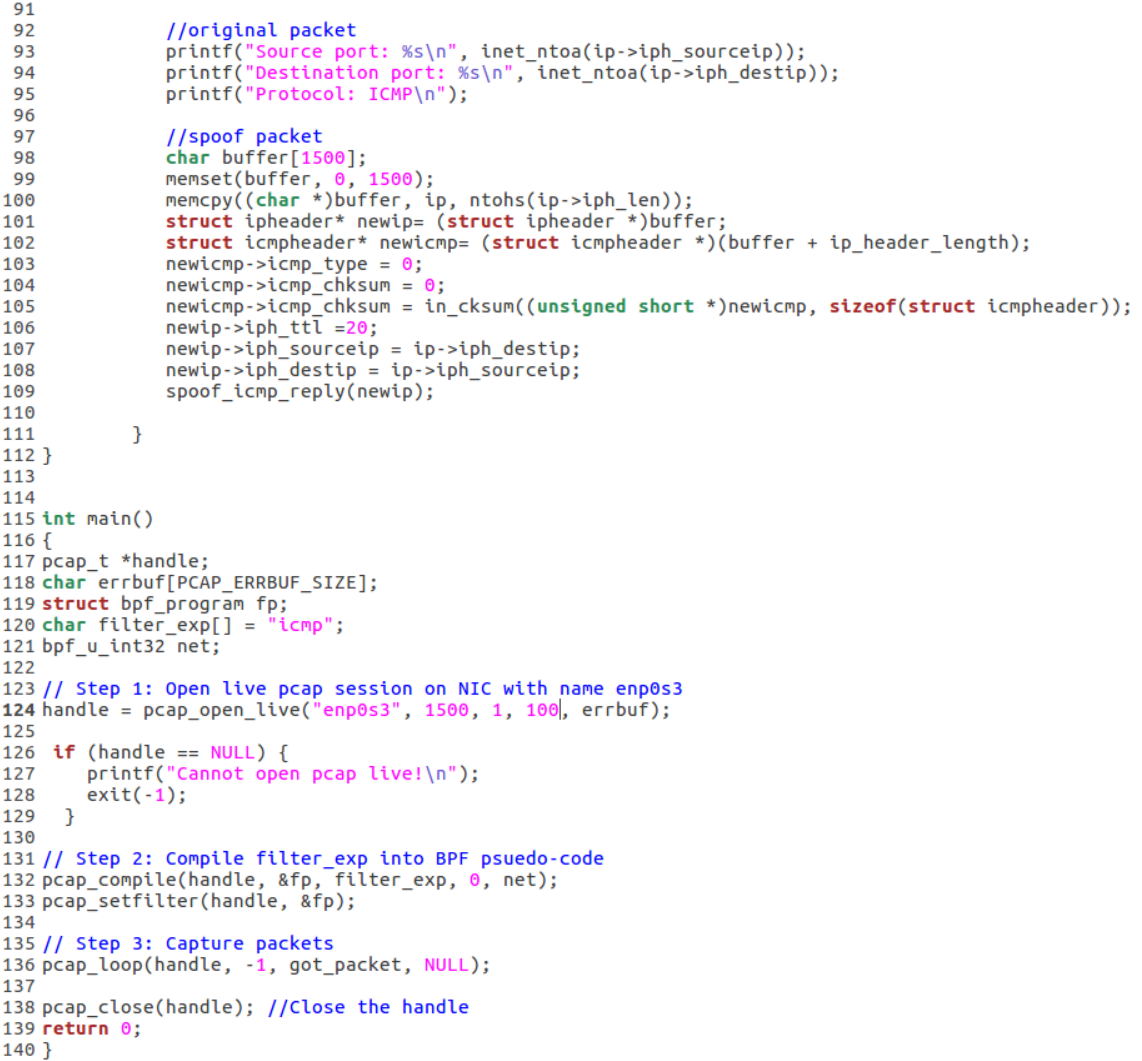 91
92 //original packet
93 printf("Source port: %s\n", inet_ntoa(ip->iph_sourceip));
94 printf("Destination port: %s\n", inet_ntoa(ip->iph_destip));
95 printf("Protocol: ICMP\n");
96
97 //spoof packet
98 char buffer[1500];
99 memset(buffer, 0, 1500);
100 memcpy((char *)buffer, ip, ntohs(ip->iph_len));
101 struct ipheader* newip= (struct ipheader *)buffer;
102 struct icmpheader* newicmp= (struct icmpheader *)(buffer + ip_header_length);
103 newicmp->icmp_type = 0;
104 newicmp->icmp_chksum = 0;
105 newicmp->icmp_chksum = in_cksum((unsigned short *)newicmp, sizeof(struct icmpheader));
106 newip->iph_ttl =20;
107 newip->iph_sourceip = ip->iph_destip;
108 newip->iph_destip = ip->iph_sourceip;
109 spoof_icmp_reply(newip);
110
111 }
112 }
113
114
115 int main()
116 {
117 pcap_t *handle;
118 char errbuf[PCAP_ERRBUF_SIZE];
119 struct bpf_program fp;
120 char filter_exp[] = "icmp";
121 bpf_u_int32 net;
122
123 // Step 1: Open live pcap session on NIC with name enp0s3
124 handle = pcap_open_live("enp0s3", 1500, 1, 100, errbuf);
125
126 if (handle == NULL) {
127 printf("Cannot open pcap live!\n");
128 exit(-1);
129 }
130
131 // Step 2: Compile filter_exp into BPF psuedo-code
132 pcap_compile(handle, &fp, filter_exp, 0, net);
133 pcap_setfilter(handle, &fp);
134
135 // Step 3: Capture packets
136 pcap_loop(handle, -1, got_packet, NULL);
137
138 pcap_close(handle); //Close the handle
139 return 0;
140 }